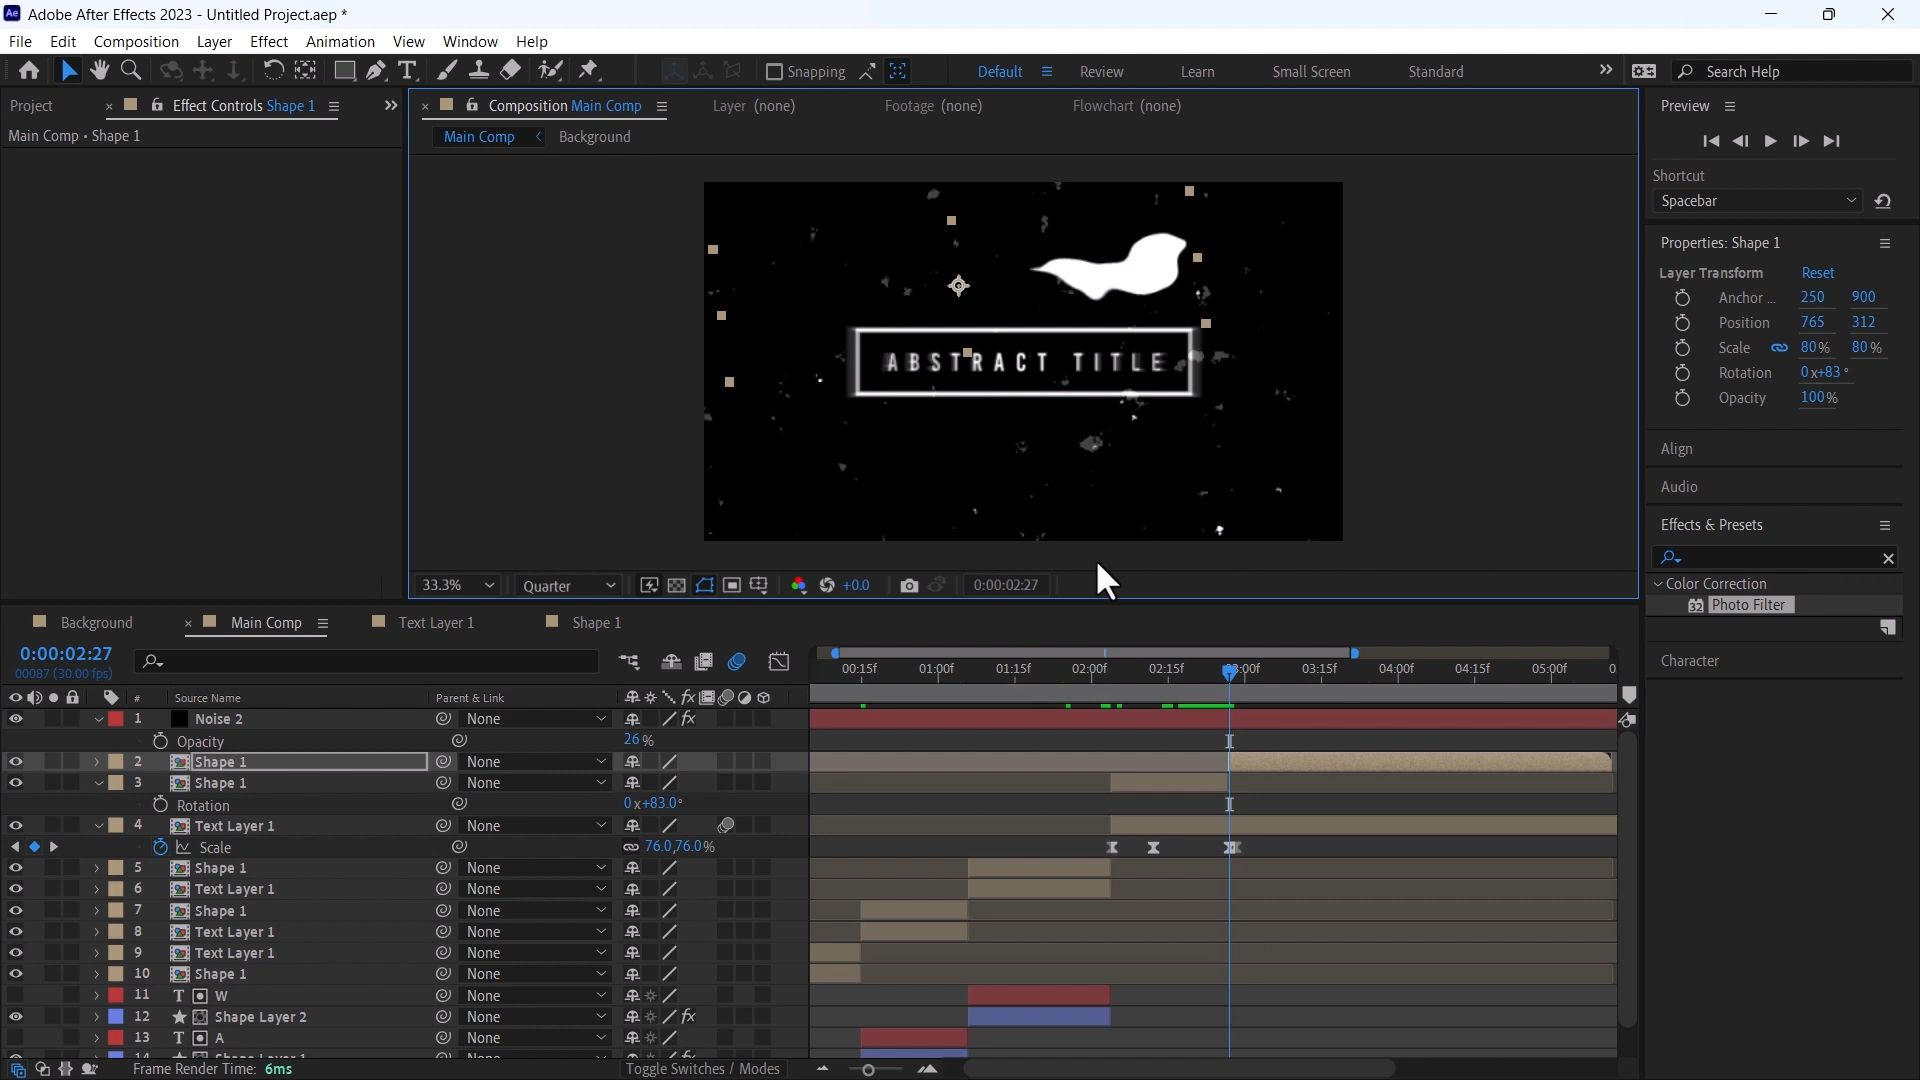 Ae Adobe After Effects 2023 - Untitled Project.aep *
File Edit Composition Layer Effect Animation View Window Help
Snapping Default Review Learn Small Screen Standard Search Help
Project × Effect Controls Shape 1 × Composition Main Comp Layer (none) Footage (none) Flowchart (none) Preview
Main Comp • Shape 1
Main Comp Background
Shortcut
Spacebar
Properties: Shape 1
Layer Transform Reset
Anchor ... 250 900
Position 765 312
Scale 80% 80%
Rotation 0x+83°
Opacity 100%
ABSTRACT TITLE
Align
Audio
Effects & Presets
Color Correction
32 Photo Filter
Character
33.3% Quarter +0.0 0:00:02:27
Background × Main Comp Text Layer 1 Shape 1
0:00:02:27
00087 (30.00 fps)
00:15f 01:00f 01:15f 02:00f 02:15f 03:00f 03:15f 04:00f 04:15f 05:00f 0
# Source Name Parent & Link
1 Noise 2 None
Opacity 26%
2 Shape 1 None
3 Shape 1 None
Rotation 0x+83.0°
4 Text Layer 1 None
Scale 76.0,76.0%
5 Shape 1 None
6 Text Layer 1 None
7 Shape 1 None
8 Text Layer 1 None
9 Text Layer 1 None
10 Shape 1 None
11 T W None
12 Shape Layer 2 None
13 T A None
14 Shape Layer 1 None
Frame Render Time: 6ms Toggle Switches / Modes